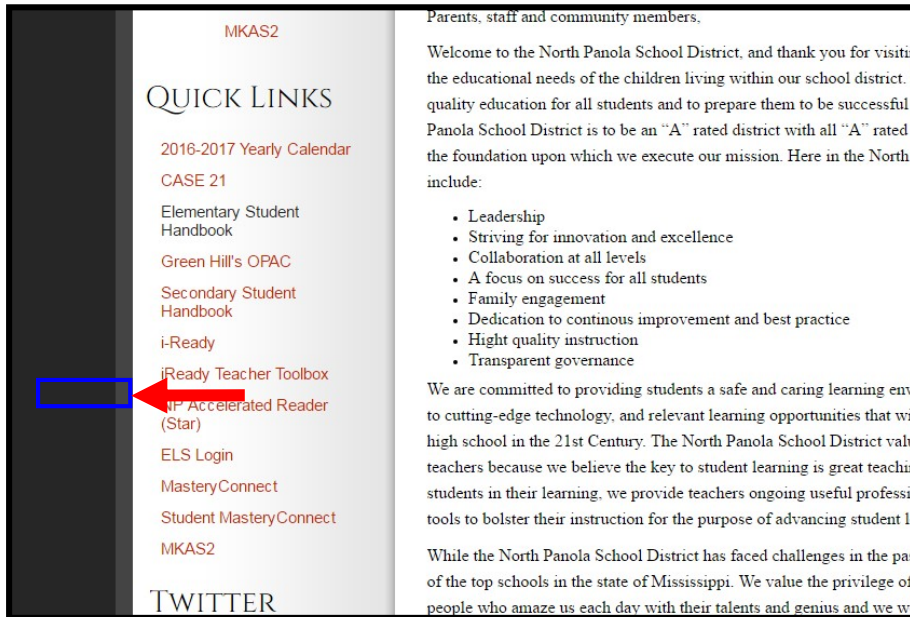 MKAS2
QUICK LINKS
2016-2017 Yearly Calendar
CASE 21
Elementary Student
Handbook
Green Hill's OPAC
Secondary Student
Handbook
i-Ready
iReady Teacher Toolbox
NP Accelerated Reader
(Star)
ELS Login
MasteryConnect
Student MasteryConnect
MKAS2
TWITTER
Parents, staff and community members,
Welcome to the North Panola School District, and thank you for
the educational needs of the children living within our school district.
quality education for all students and to prepare them to be successful
Panola School District is to be an “A” rated district with all “A” rated
the foundation upon which we execute our mission. Here in the North
include:
• Leadership
• Striving for innovation and excellence
• Collaboration at all levels
• A focus on success for all students
• Family engagement
• Dedication to continous improvement and best practice
• Hight quality instruction
• Transparent governance
We are committed to providing students a safe and caring learning
to cutting-edge technology, and relevant learning opportunities that
high school in the 21st Century. The North Panola School District
teachers because we believe the key to student learning is great
students in their learning, we provide teachers ongoing useful
tools to bolster their instruction for the purpose of advancing student
While the North Panola School District has faced challenges in the
of the top schools in the state of Mississippi. We value the privilege of
people who amaze us each day with their talents and genius and we